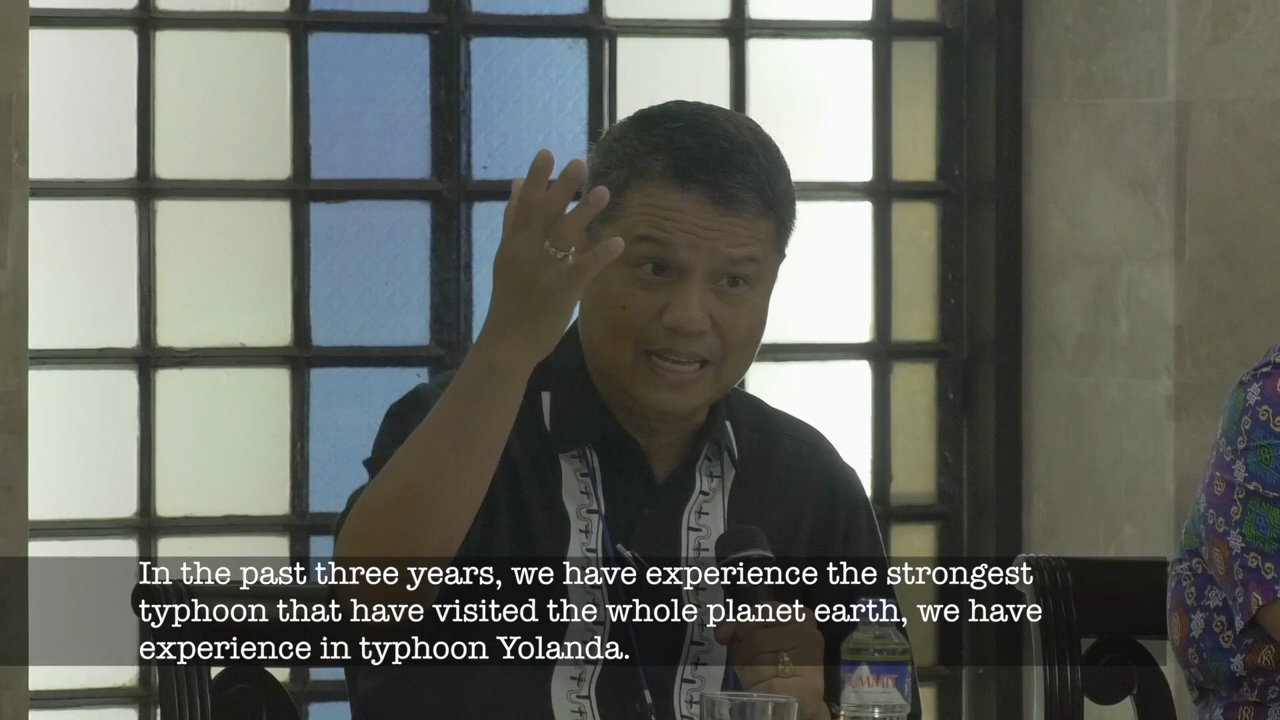 In the past three years, we have experience the strongest
typhoon that have visited the whole planet earth, we have
experience in typhoon Yolanda.
SUMMIT